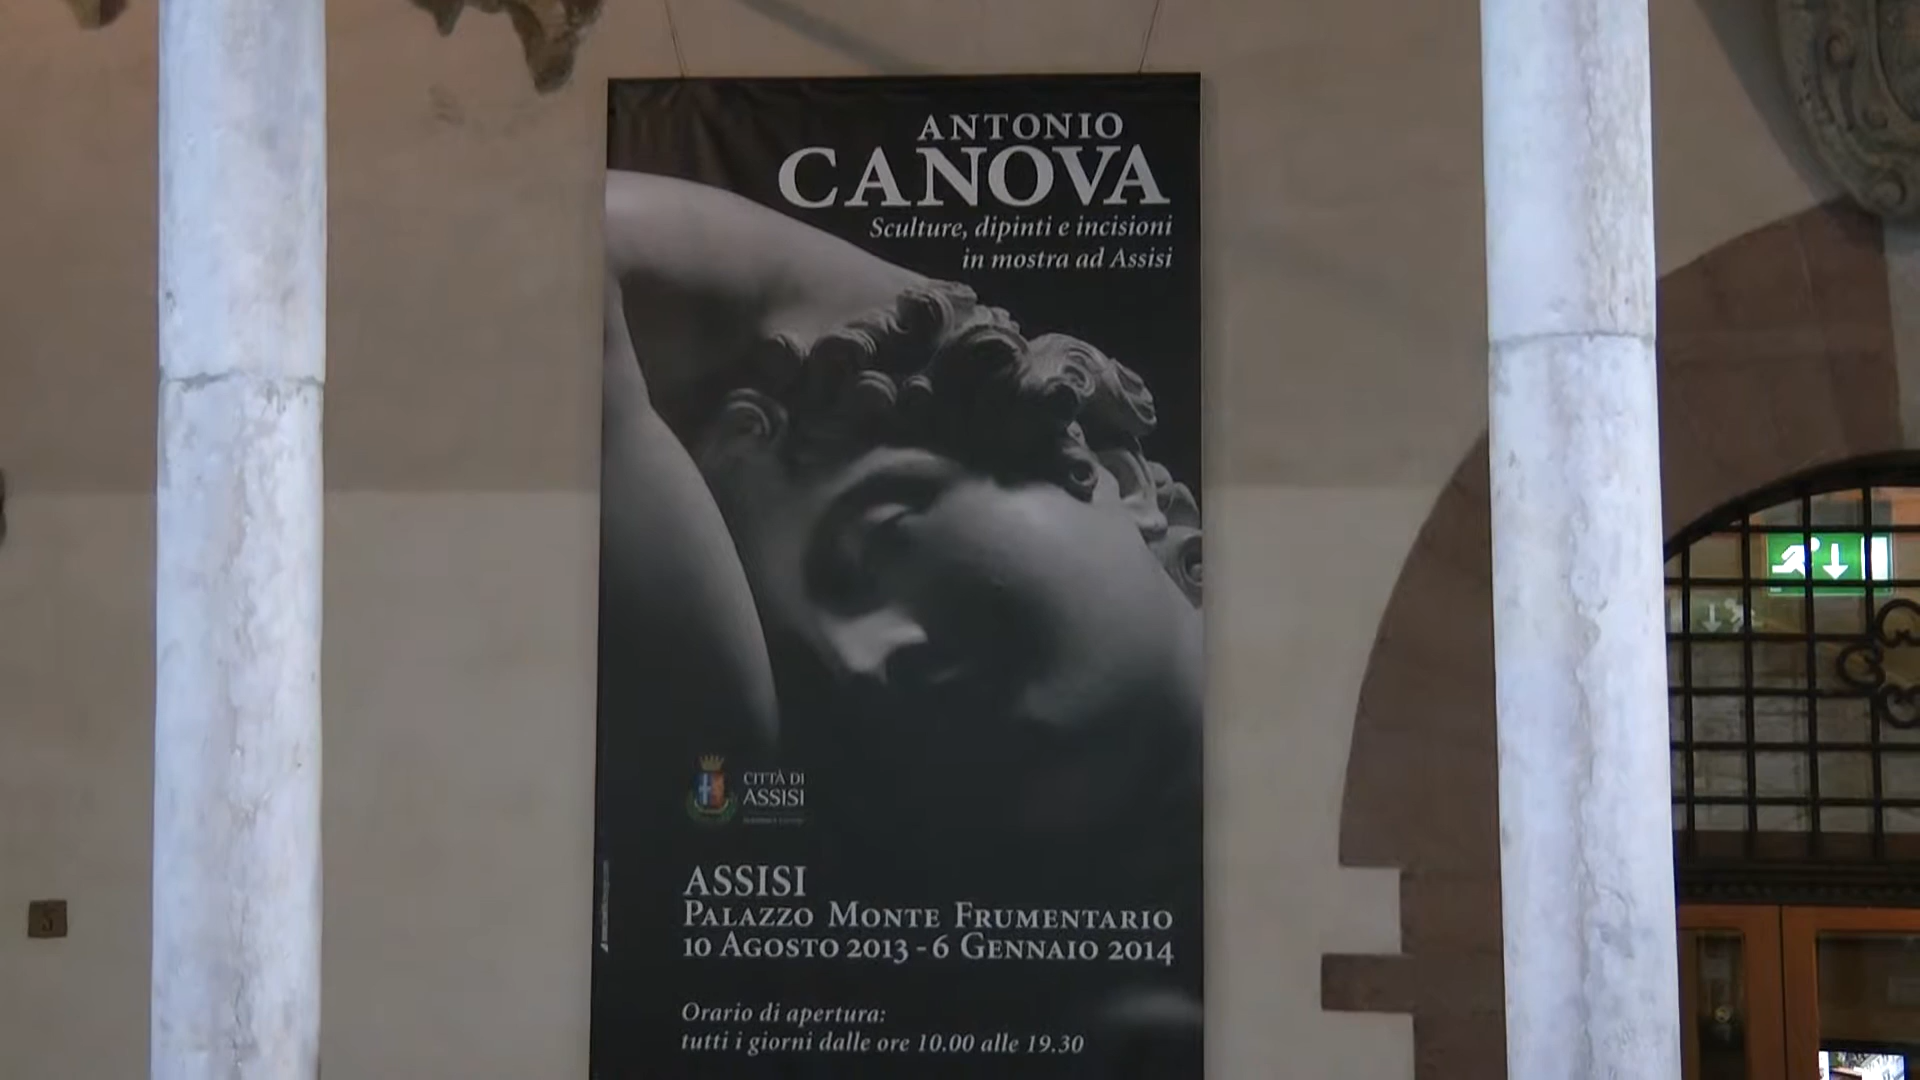 ANTONIO
CANOVA
Sculture, dipinti e incisioni
in mostra ad Assisi
CITTÀ DI
ASSISI
ASSISI
PALAZZO MONTE FRUMENTARIO
10 AGOSTO 2013 - 6 GENNAIO 2014
Orario di apertura:
tutti i giorni dalle ore 10.00 alle 19.30